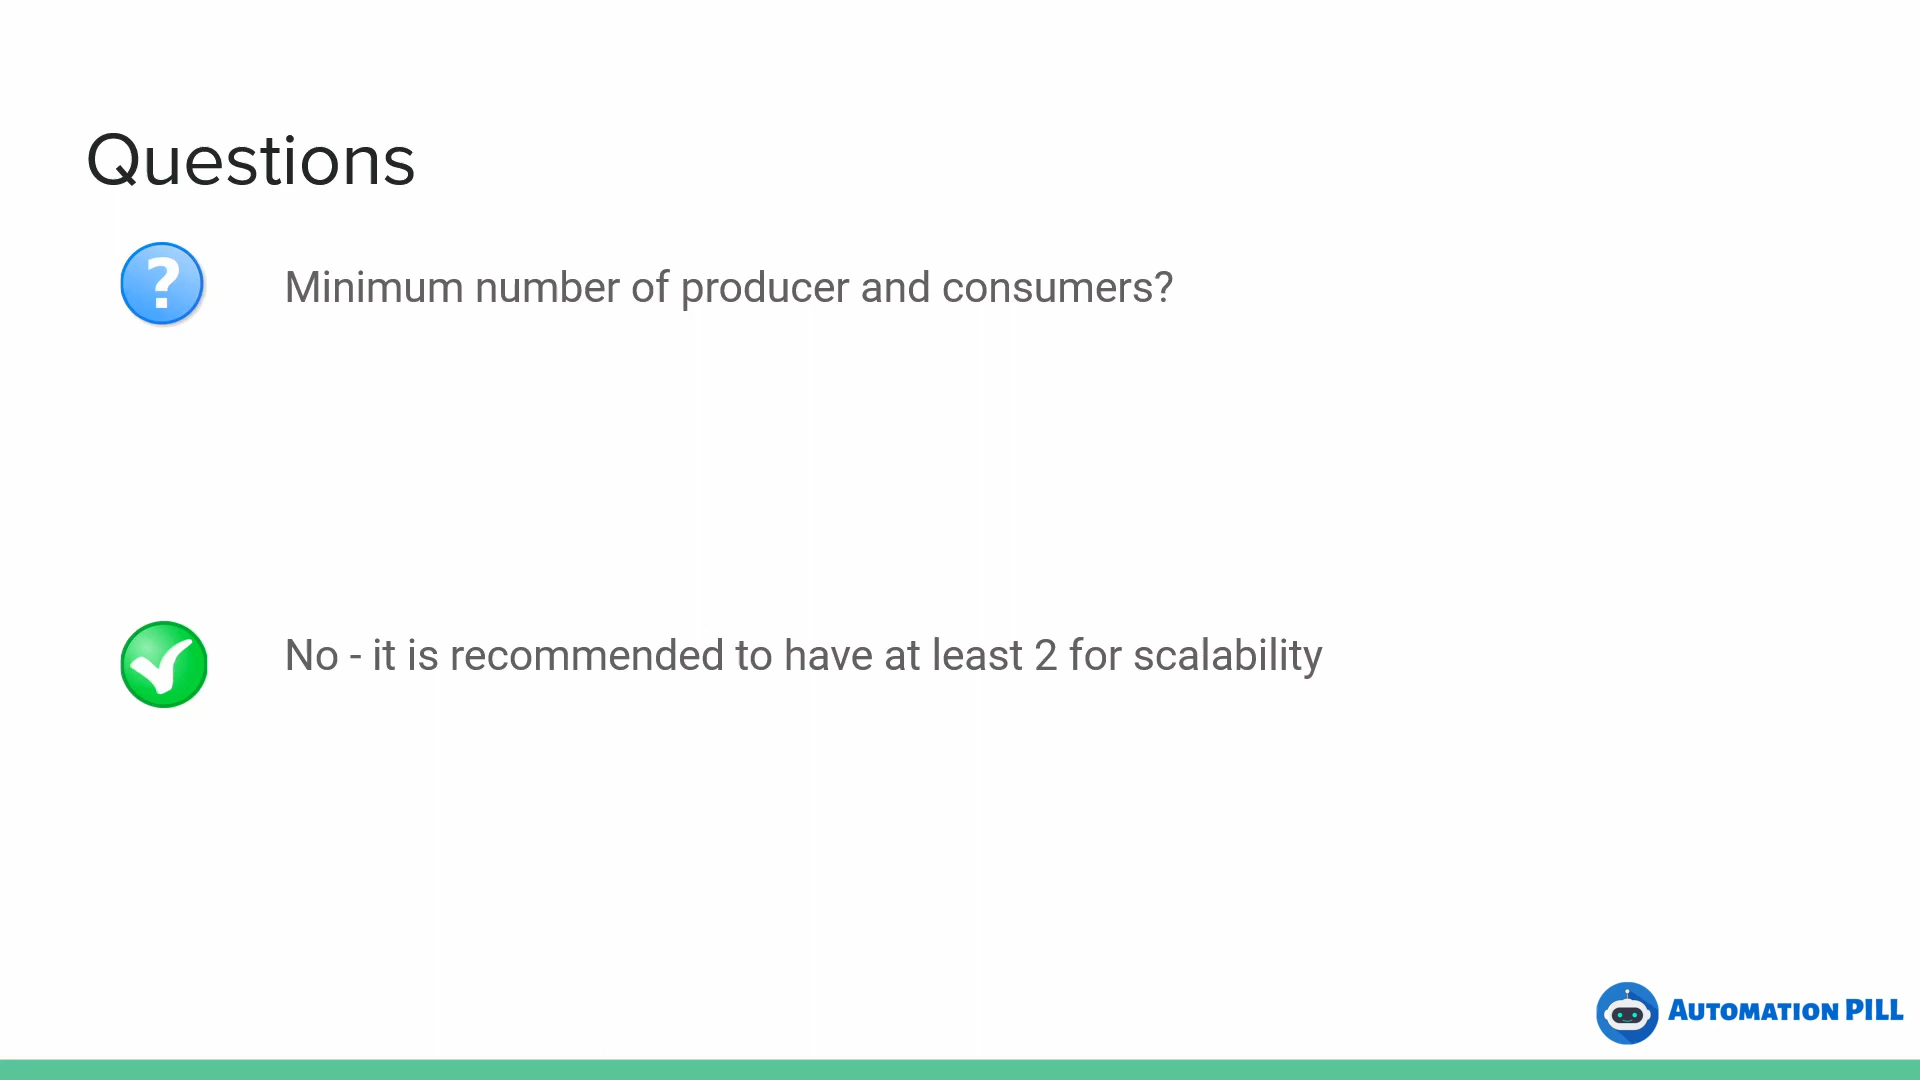 Questions
?
Minimum number of producer and consumers?
No - it is recommended to have at least 2 for scalability
AUTOMATION PILL